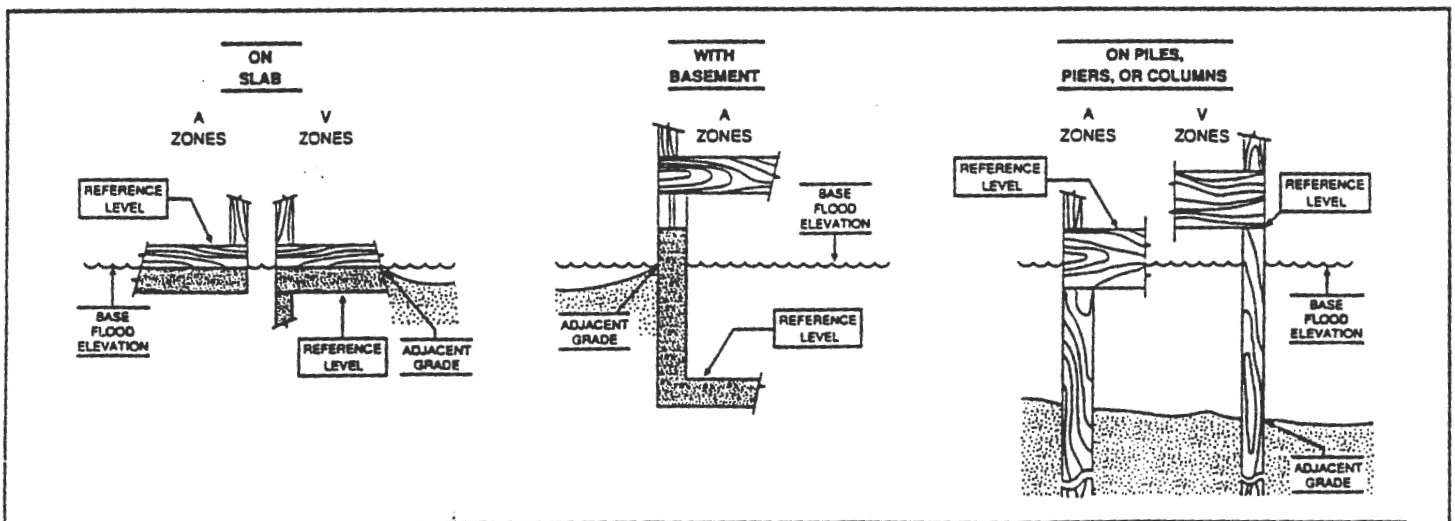 ON
SLAB
A
ZONES
V
ZONES
REFERENCE
LEVEL
BASE
FLOOD
ELEVATION
REFERENCE
LEVEL
ADJACENT
GRADE
WITH
BASEMENT
A
ZONES
BASE
FLOOD
ELEVATION
ADJACENT
GRADE
REFERENCE
LEVEL
ON PILES,
PIERS, OR COLUMNS
A
ZONES
V
ZONES
REFERENCE
LEVEL
REFERENCE
LEVEL
BASE
FLOOD
ELEVATION
ADJACENT
GRADE